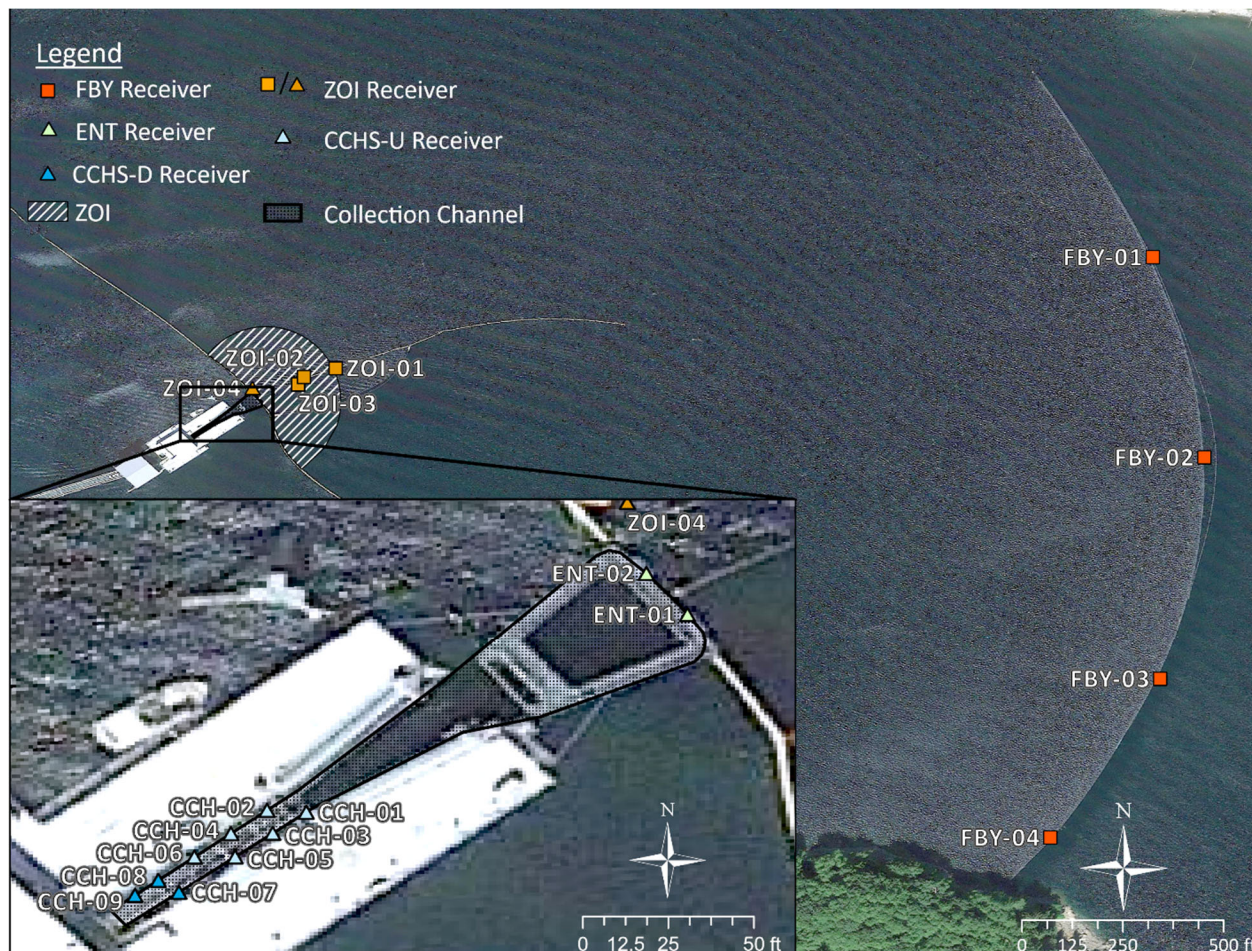 Legend
FBY Receiver
/
ZOI Receiver
ENT Receiver
CCHS-U Receiver
CCHS-D Receiver
ZOI
Collection Channel
FBY-01
ZOI-02
ZOI-01
ZOI-04
ZOI-03
FBY-02
ZOI-04
ENT-02
ENT-01
FBY-03
CCH-02
CCH-01
CCH-04
CCH-03
CCH-06
CCH-05
CCH-08
CCH-07
CCH-09
FBY-04
N
N
0 12.5 25 50 ft
0 125 250 500 ft